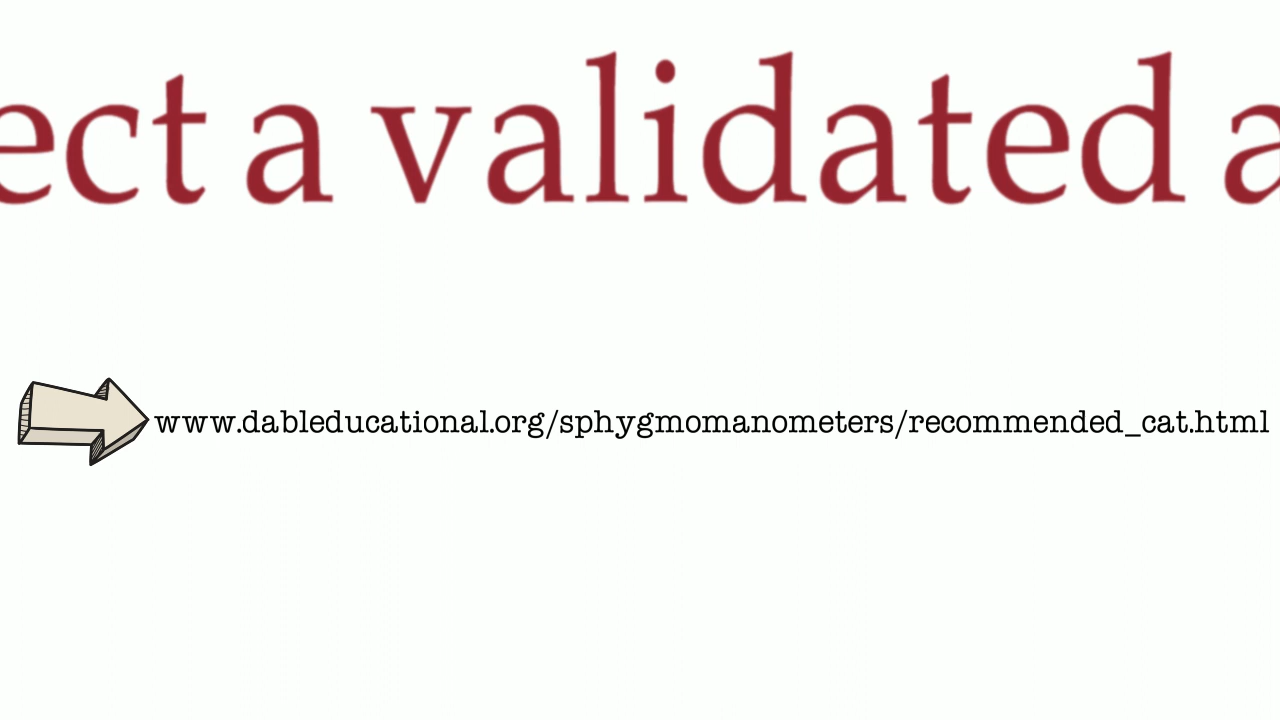 ect a validated a
www.dableducational.org/sphygmomanometers/recommended_cat.html